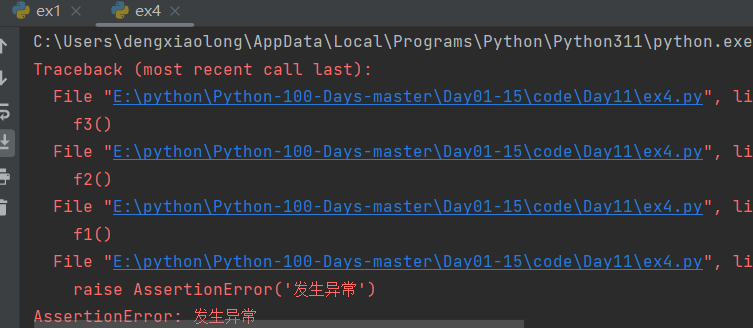 ex1 × ex4 ×
C:\Users\dengxiaolong\AppData\Local\Programs\Python\Python311\python.exe
Traceback (most recent call last):
File "E:\python\Python-100-Days-master\Day01-15\code\Day11\ex4.py", li
f3()
File "E:\python\Python-100-Days-master\Day01-15\code\Day11\ex4.py", li
f2()
File "E:\python\Python-100-Days-master\Day01-15\code\Day11\ex4.py", li
f1()
File "E:\python\Python-100-Days-master\Day01-15\code\Day11\ex4.py", li
raise AssertionError('发生异常')
AssertionError: 发生异常